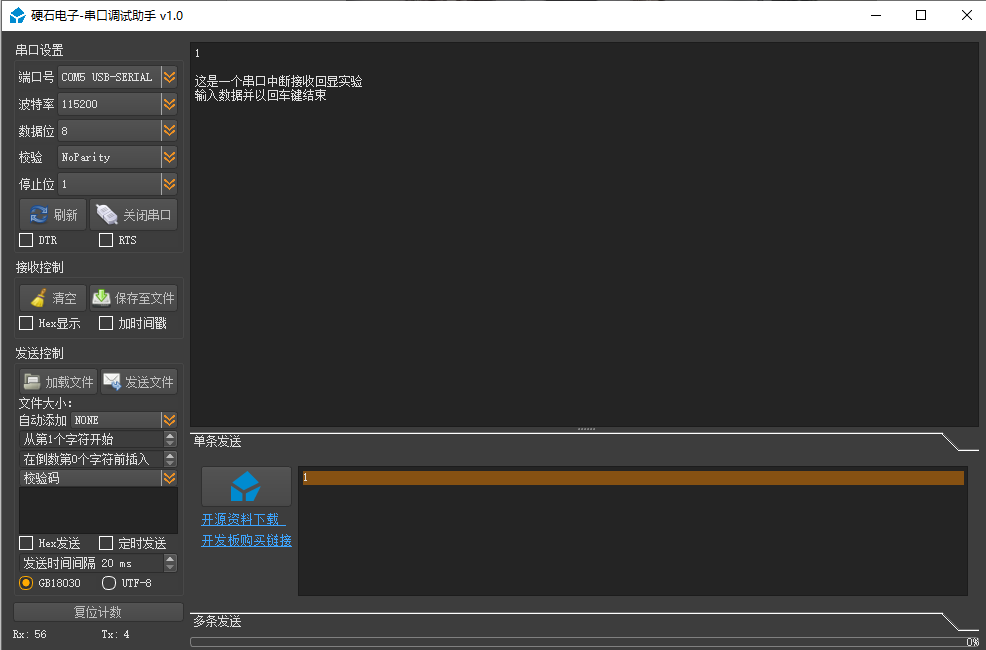 硬石电子-串口调试助手 v1.0
串口设置
端口号 COM5 USB-SERIAL
波特率 115200
数据位 8
校验 NoParity
停止位 1
刷新 关闭串口
DTR RTS
接收控制
清空 保存至文件
Hex显示 加时间戳
发送控制
加载文件 发送文件
文件大小:
自动添加 NONE
从第1个字符开始
在倒数第0个字符前插入
校验码
Hex发送 定时发送
发送时间间隔 20 ms
GB18030 UTF-8
复位计数
Rx: 56 Tx: 4
1
这是一个串口中断接收回显实验
输入数据并以回车键结束
单条发送
开源资料下载
开发板购买链接
1
多条发送
0%